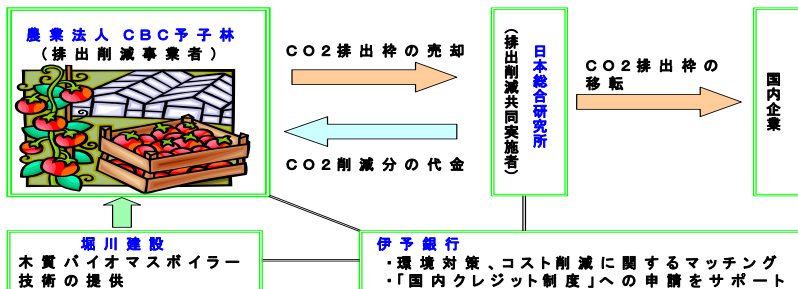 農業法人 CBC予子林
(排出削減事業者)
CO2排出枠の売却
CO2削減分の代金
日本総合研究所
(排出削減共同実施者)
CO2排出枠の
移転
国内企業
堀川建設
木質バイオマスボイラー
技術の提供
伊予銀行
・環境対策、コスト削減に関するマッチング
・「国内クレジット制度」への申請をサポート